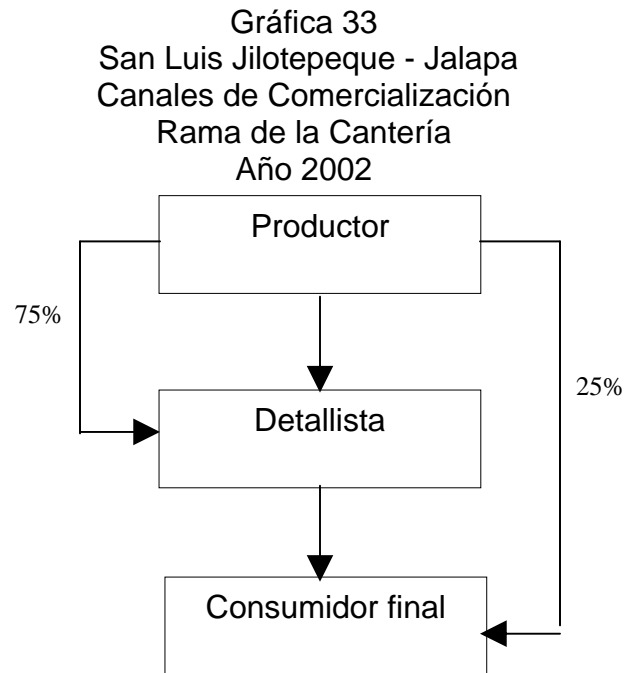 Gráfica 33
San Luis Jilotepeque - Jalapa
Canales de Comercialización
Rama de la Cantería
Año 2002
Productor
75%
25%
Detallista
Consumidor final